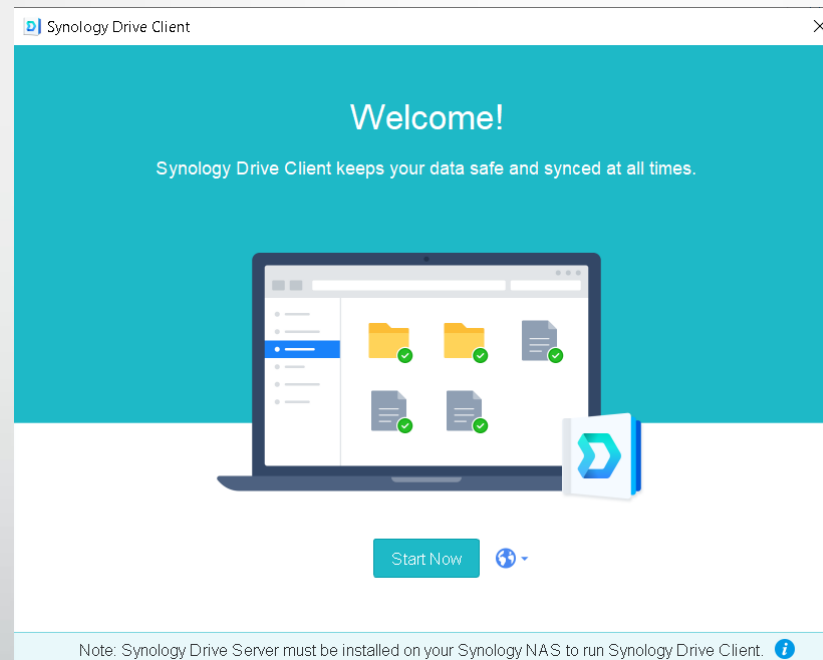 Synology Drive Client
Welcome!
Synology Drive Client keeps your data safe and synced at all times.
Start Now
Note: Synology Drive Server must be installed on your Synology NAS to run Synology Drive Client.